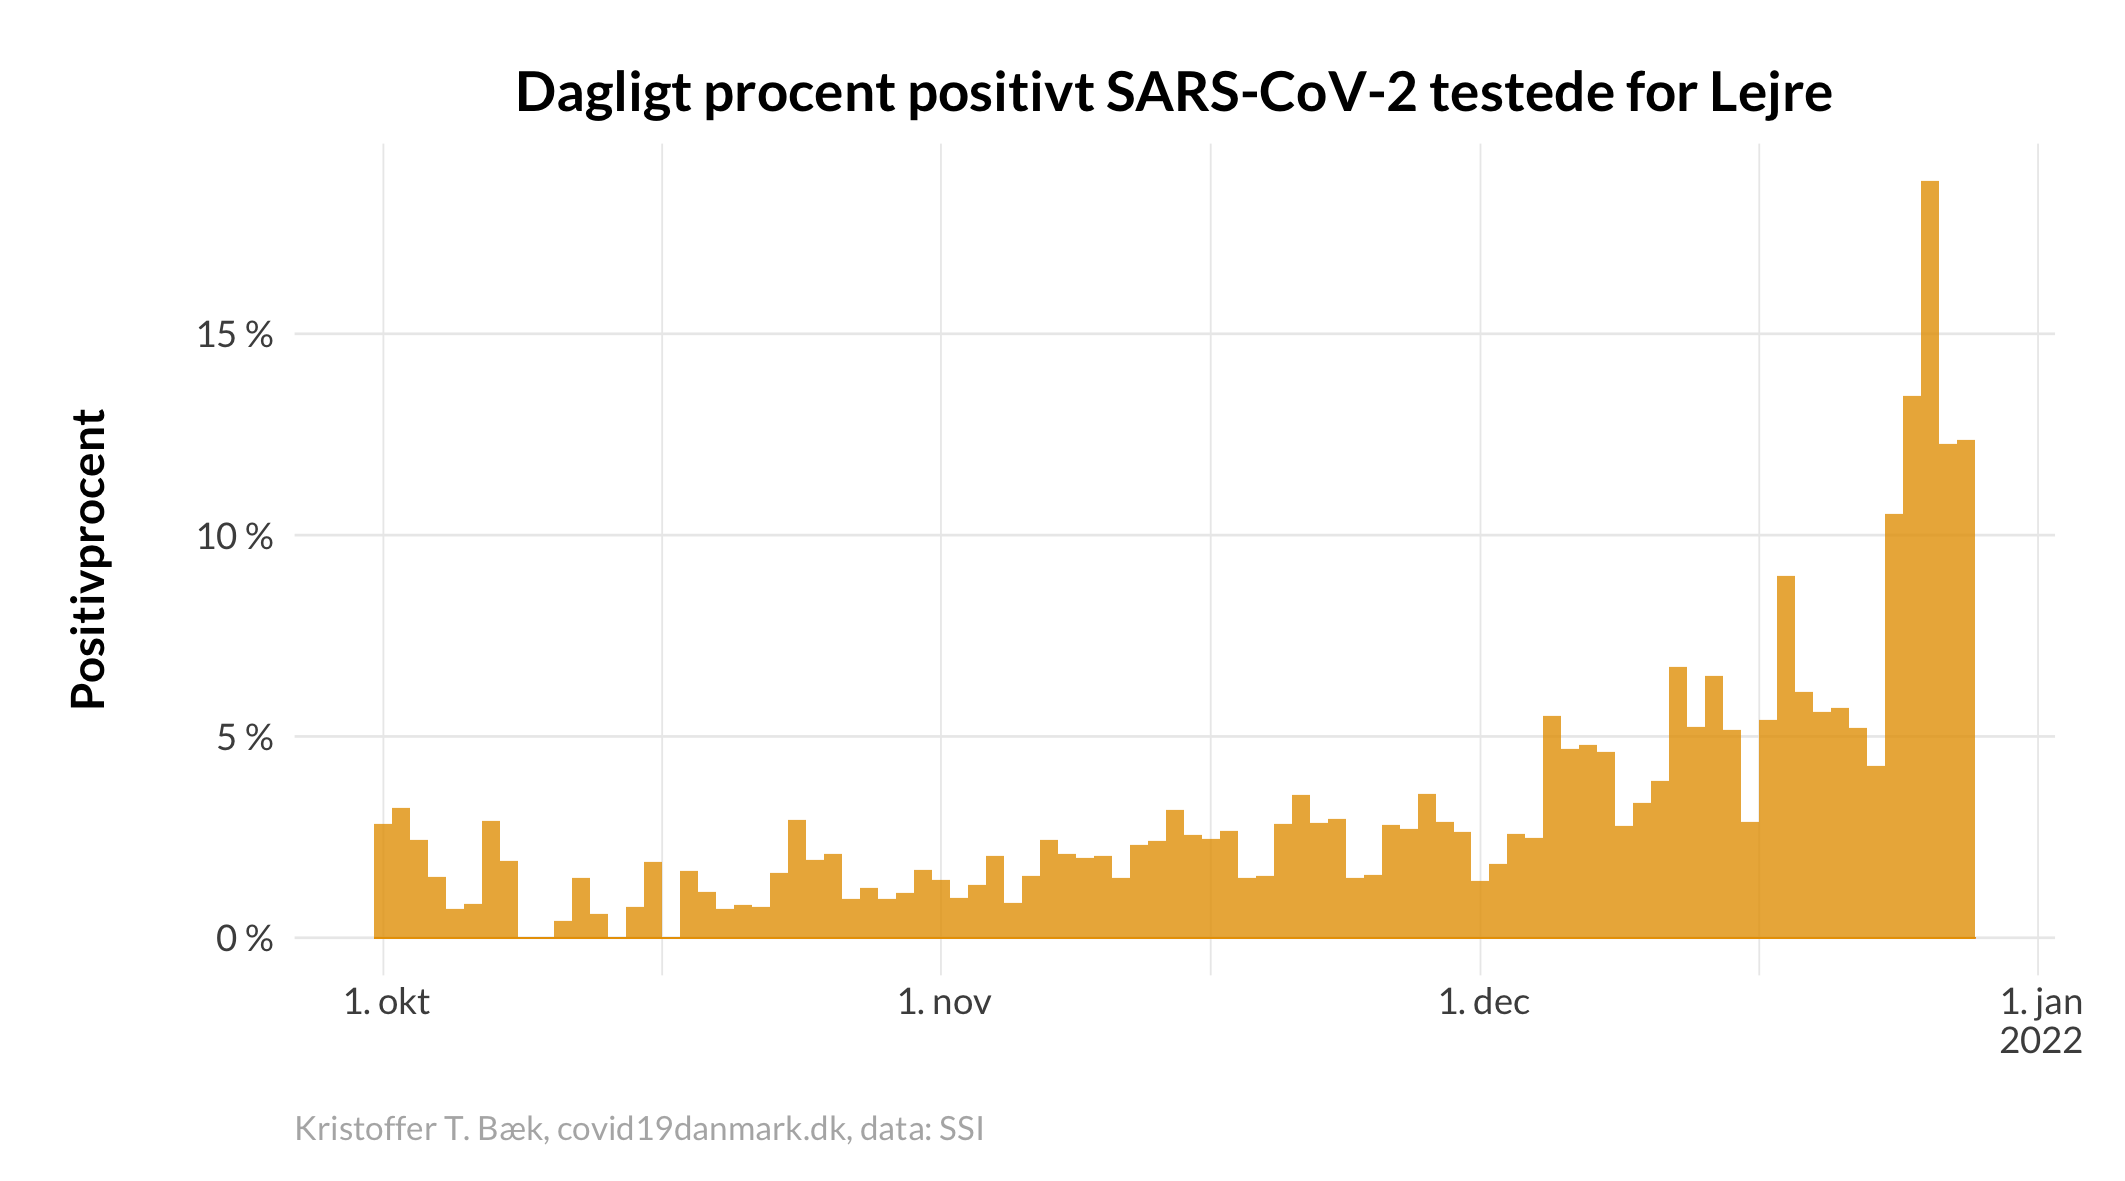 Dagligt procent positivt SARS-CoV-2 testede for Lejre
Positivprocent
15 %
10 %
5 %
0 %
1. okt
1. nov
1. dec
1. jan
2022
Kristoffer T. Bæk, covid19danmark.dk, data: SSI